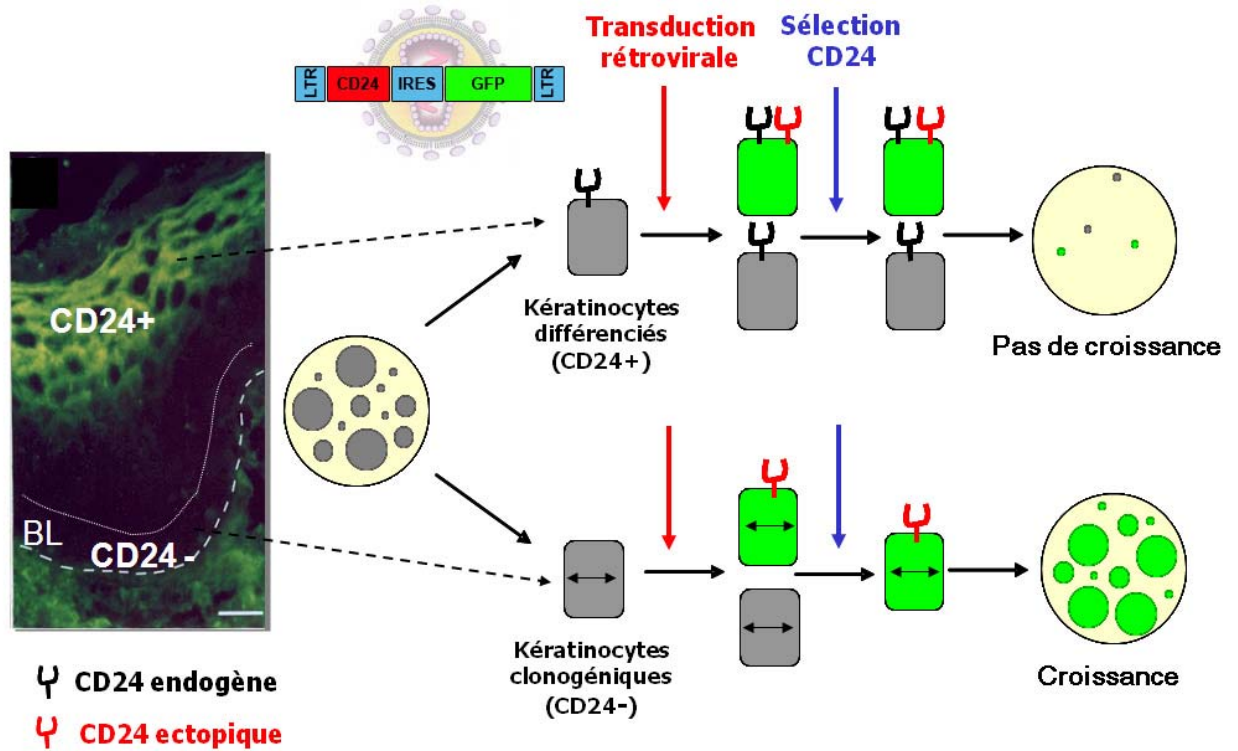 Transduction
rétrovirale
Sélection
CD24
LTR CD24 IRES GFP LTR
CD24+
BL
CD24 -
Kératinocytes
différenciés
(CD24+)
Pas de croissance
Kératinocytes
clonogéniques
(CD24-)
Croissance
CD24 endogène
CD24 ectopique